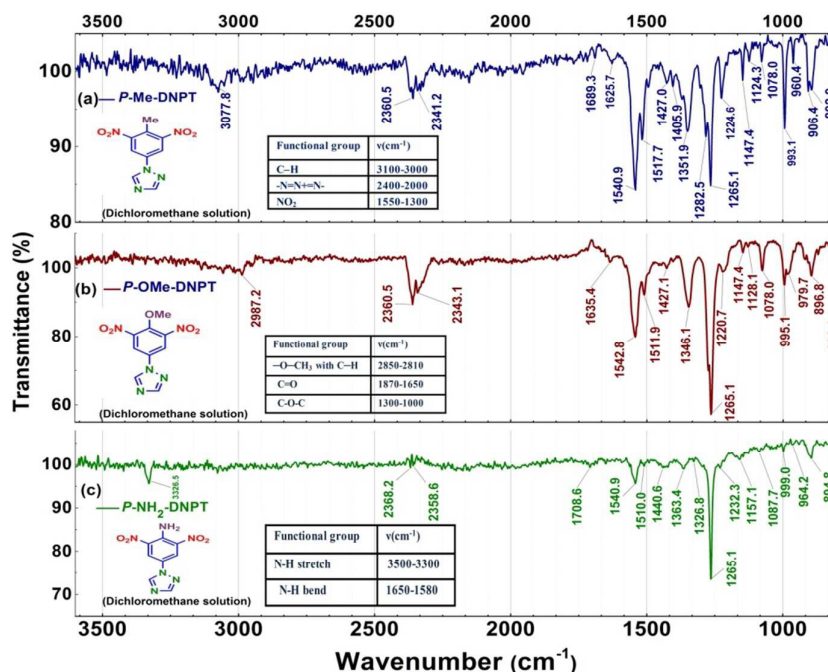 3500 3000 2500 2000 1500 1000
100
90
80
(a)
P-Me-DNPT
Me
O₂N NO₂
N
N
N
(Dichloromethane solution)
Functional group ν(cm⁻¹)
C–H 3100-3000
-N=N+=N- 2400-2000
NO₂ 1550-1300
3077.8
2360.5
2341.2
1689.3
1625.7
1540.9
1517.7
1427.0
1405.9
1351.9
1282.5
1265.1
1224.6
1147.4
1124.3
1078.0
993.1
960.4
906.4
Transmittance (%)
100
80
60
(b)
P-OMe-DNPT
OMe
NO₂ NO₂
N
N
N
(Dichloromethane solution)
Functional group ν(cm⁻¹)
–O–CH₃ with C–H 2850-2810
C=O 1870-1650
C-O-C 1300-1000
2987.2
2360.5
2343.1
1635.4
1542.8
1511.9
1427.1
1346.1
1265.1
1220.7
1147.4
1128.1
1078.0
995.1
979.7
896.8
100
90
80
70
(c)
P-NH₂-DNPT
NH₂
O₂N NO₂
N
N
N
(Dichloromethane solution)
Functional group ν(cm⁻¹)
N-H stretch 3500-3300
N-H bend 1650-1580
3326.5
2368.2
2358.6
1708.6
1540.9
1510.0
1440.6
1363.4
1326.8
1265.1
1232.3
1157.1
1087.7
999.0
964.2
3500 3000 2500 2000 1500 1000
Wavenumber (cm⁻¹)